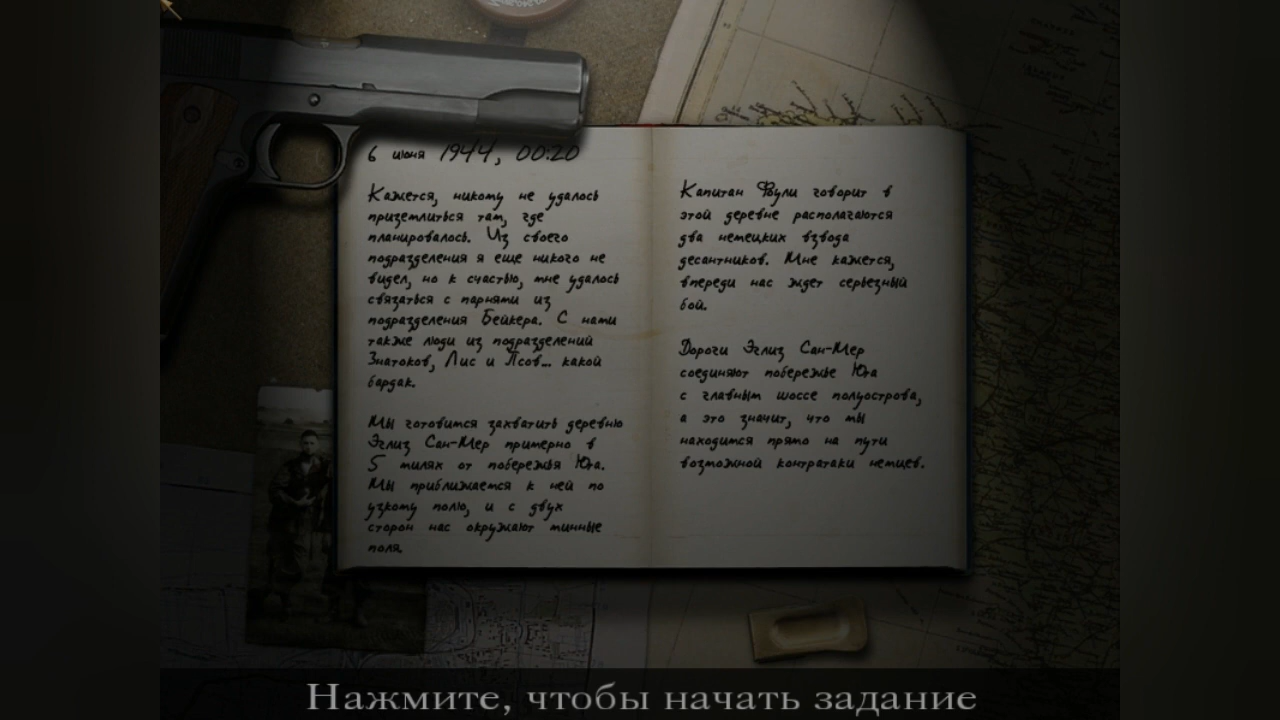 6 июня 1944, 00:20
Кажется, никому не удалось
приземлиться там, где
планировалось. Из своего
подразделения я еще никого не
видел, но к счастью, мне удалось
связаться с парнями из
подразделения Бейкера. С нами
также люди из подразделений
Знатоков, Лис и Псов... какой
бардак.
Мы готовимся захватить деревню
Эглиз Сан-Мер примерно в
5 милях от побережья Юта.
Мы приближаемся к ней по
узкому полю, и с двух
сторон нас окружают минные
поля.
Капитан Фоули говорит в
этой деревне располагаются
два немецких взвода
десантников. Мне кажется,
впереди нас ждет серьезный
бой.
Дороги Эглиз Сан-Мер
соединяют побережье Юта
с главным шоссе полуострова,
а это значит, что мы
находимся прямо на пути
возможной контратаки немцев.
Нажмите, чтобы начать задание